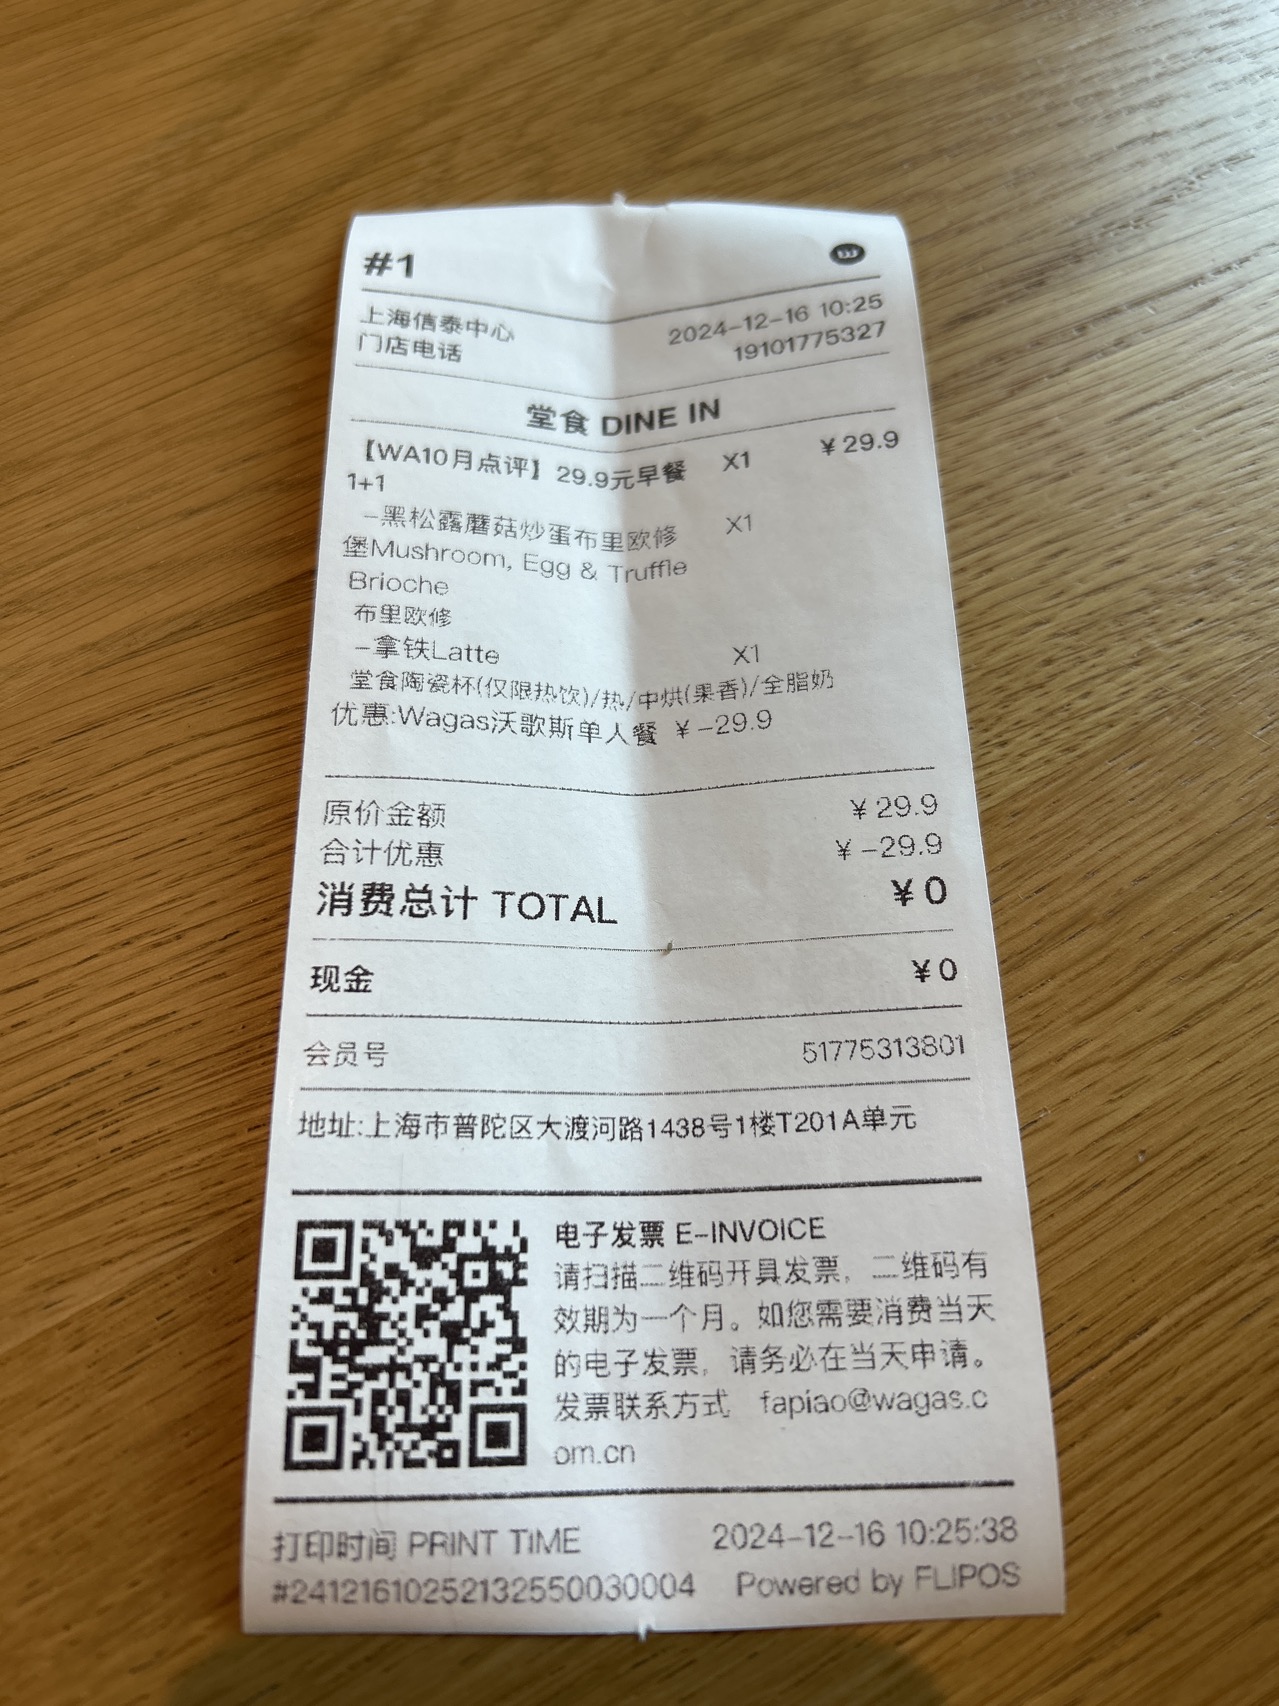 #1
上海信泰中心 2024-12-16 10:25
门店电话 19101775327
堂食 DINE IN
【WA10月点评】29.9元早餐 X1 ¥29.9
1+1
-黑松露蘑菇炒蛋布里欧修 X1
堡Mushroom, Egg & Truffle
Brioche
布里欧修
-拿铁Latte X1
堂食陶瓷杯(仅限热饮)/热/中烘(果香)/全脂奶
优惠:Wagas沃歌斯单人餐 ¥-29.9
原价金额 ¥29.9
合计优惠 ¥-29.9
消费总计 TOTAL ¥0
现金 ¥0
会员号 51775313801
地址:上海市普陀区大渡河路1438号1楼T201A单元
电子发票 E-INVOICE
请扫描二维码开具发票，二维码有
效期为一个月。如您需要消费当天
的电子发票，请务必在当天申请。
发票联系方式 fapiao@wagas.c
om.cn
打印时间 PRINT TIME 2024-12-16 10:25:38
#241216102521325500​30004 Powered by FLIPOS